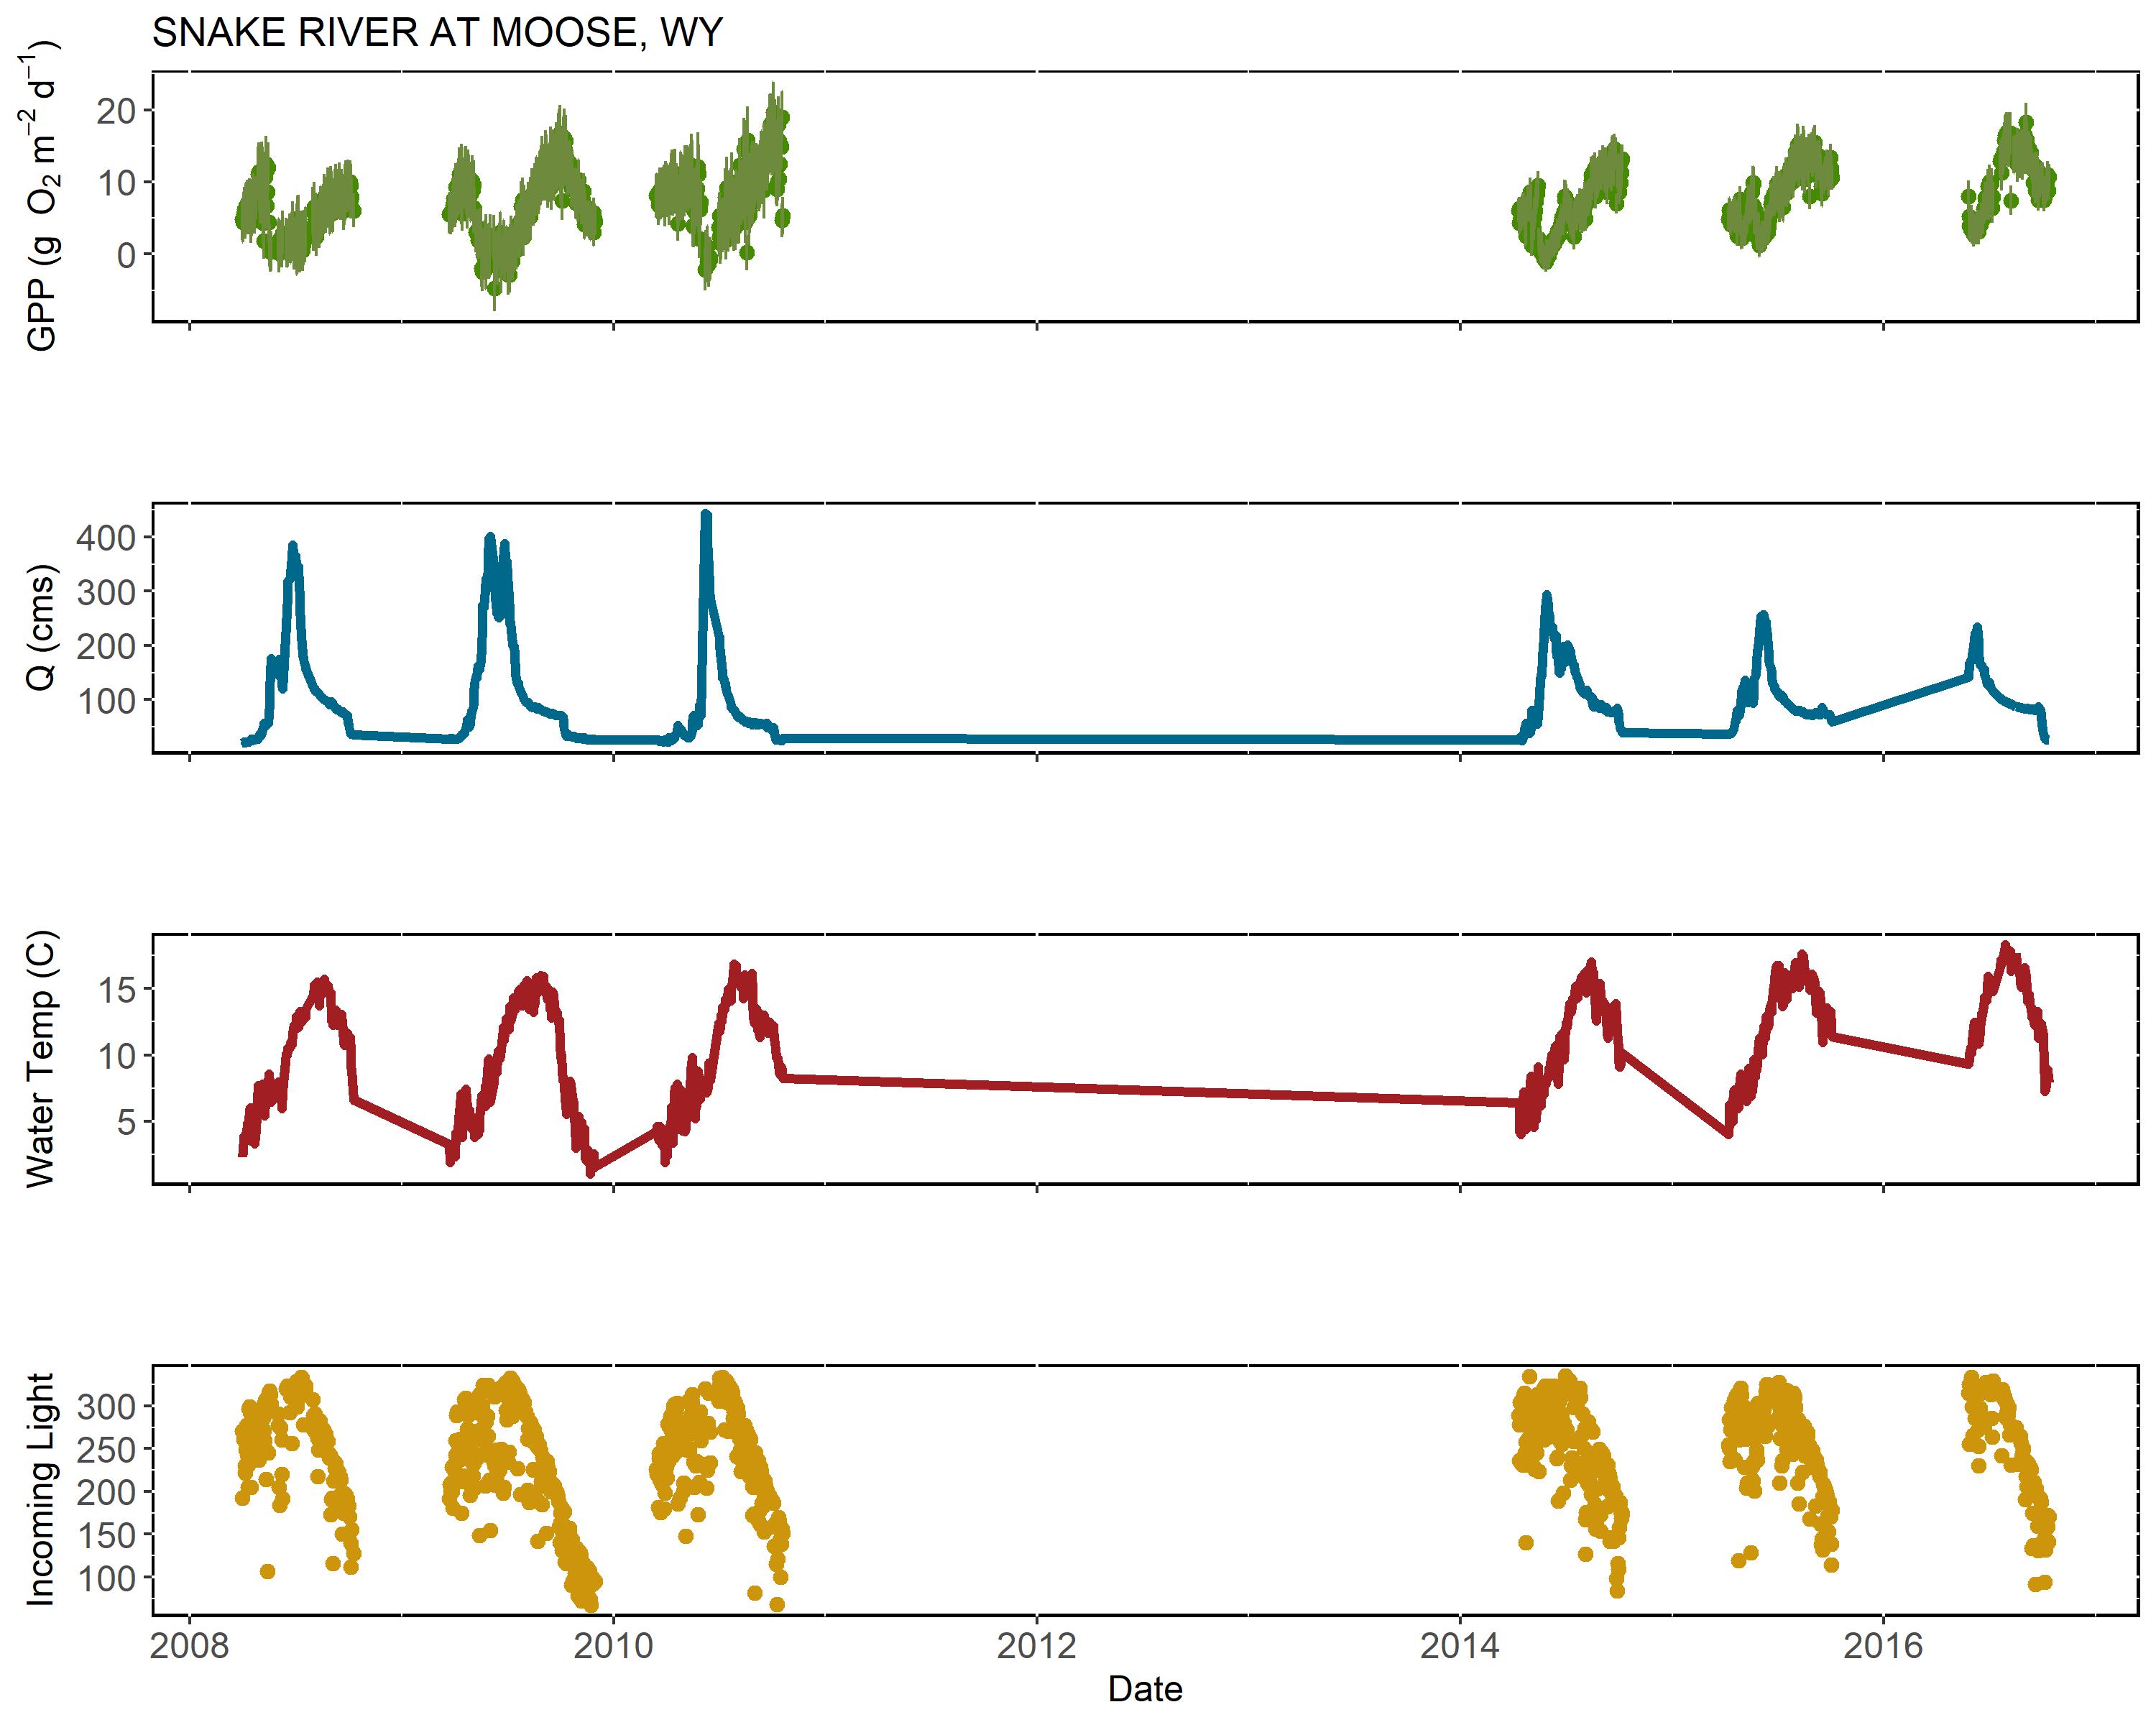 SNAKE RIVER AT MOOSE, WY
GPP (g O₂ m⁻² d⁻¹)
20
10
0
Q (cms)
400
300
200
100
Water Temp (C)
15
10
5
Incoming Light
300
250
200
150
100
2008 2010 2012 2014 2016
Date